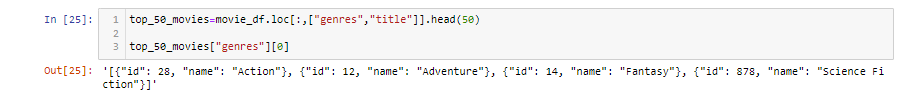 In [25]:
1 top_50_movies=movie_df.loc[:,["genres","title"]].head(50)
2
3 top_50_movies["genres"][0]
Out[25]: '[{"id": 28, "name": "Action"}, {"id": 12, "name": "Adventure"}, {"id": 14, "name": "Fantasy"}, {"id": 878, "name": "Science Fi
ction"}]'